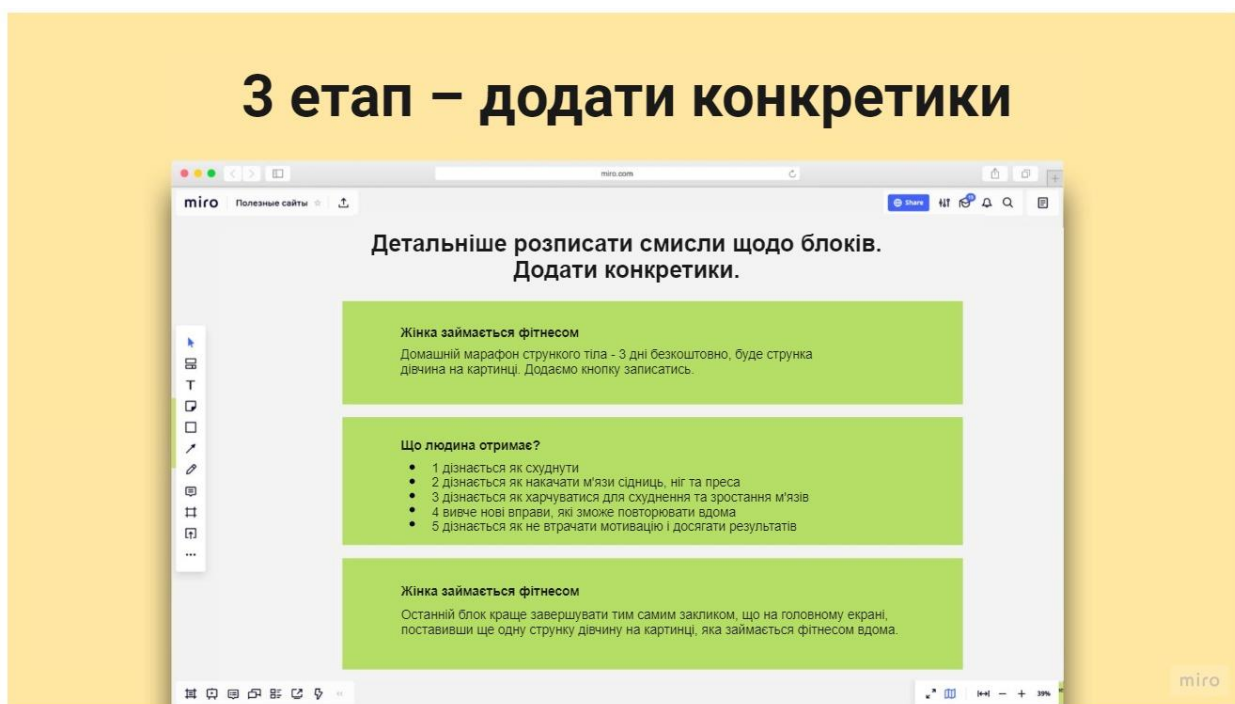 3 етап – додати конкретики
miro.com
miro
Полезные сайты
Share
Детальніше розписати смисли щодо блоків.
Додати конкретики.
Жінка займається фітнесом
Домашній марафон стрункого тіла - 3 дні безкоштовно, буде струнка
дівчина на картинці. Додаємо кнопку записатись.
Що людина отримає?
• 1 дізнається як схуднути
• 2 дізнається як накачати м'язи сідниць, ніг та преса
• 3 дізнається як харчуватися для схуднення та зростання м'язів
• 4 вивче нові вправи, які зможе повторювати вдома
• 5 дізнається як не втрачати мотивацію і досягати результатів
Жінка займається фітнесом
Останній блок краще завершувати тим самим закликом, що на головному екрані,
поставивши ще одну струнку дівчину на картинці, яка займається фітнесом вдома.
39%
miro